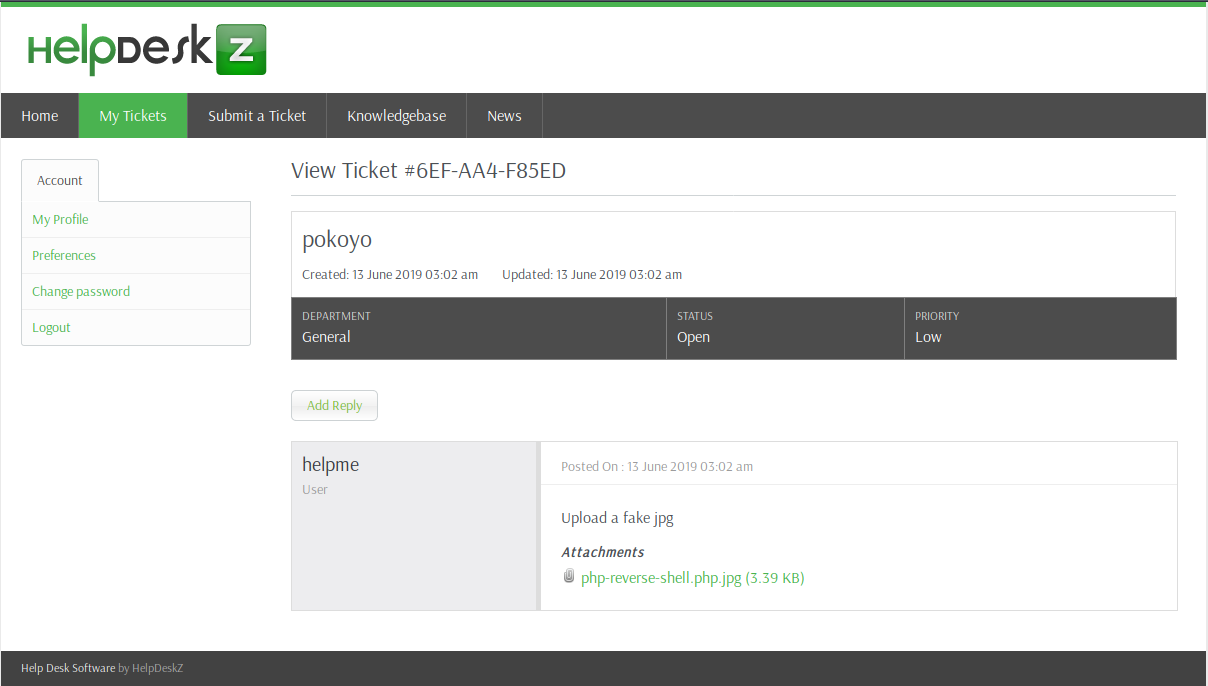 HelpDesk Z
Home My Tickets Submit a Ticket Knowledgebase News
Account
My Profile
Preferences
Change password
Logout
View Ticket #6EF-AA4-F85ED
pokoyo
Created: 13 June 2019 03:02 am Updated: 13 June 2019 03:02 am
DEPARTMENT STATUS PRIORITY
General Open Low
Add Reply
helpme
User
Posted On : 13 June 2019 03:02 am
Upload a fake jpg
Attachments
php-reverse-shell.php.jpg (3.39 KB)
Help Desk Software by HelpDeskZ